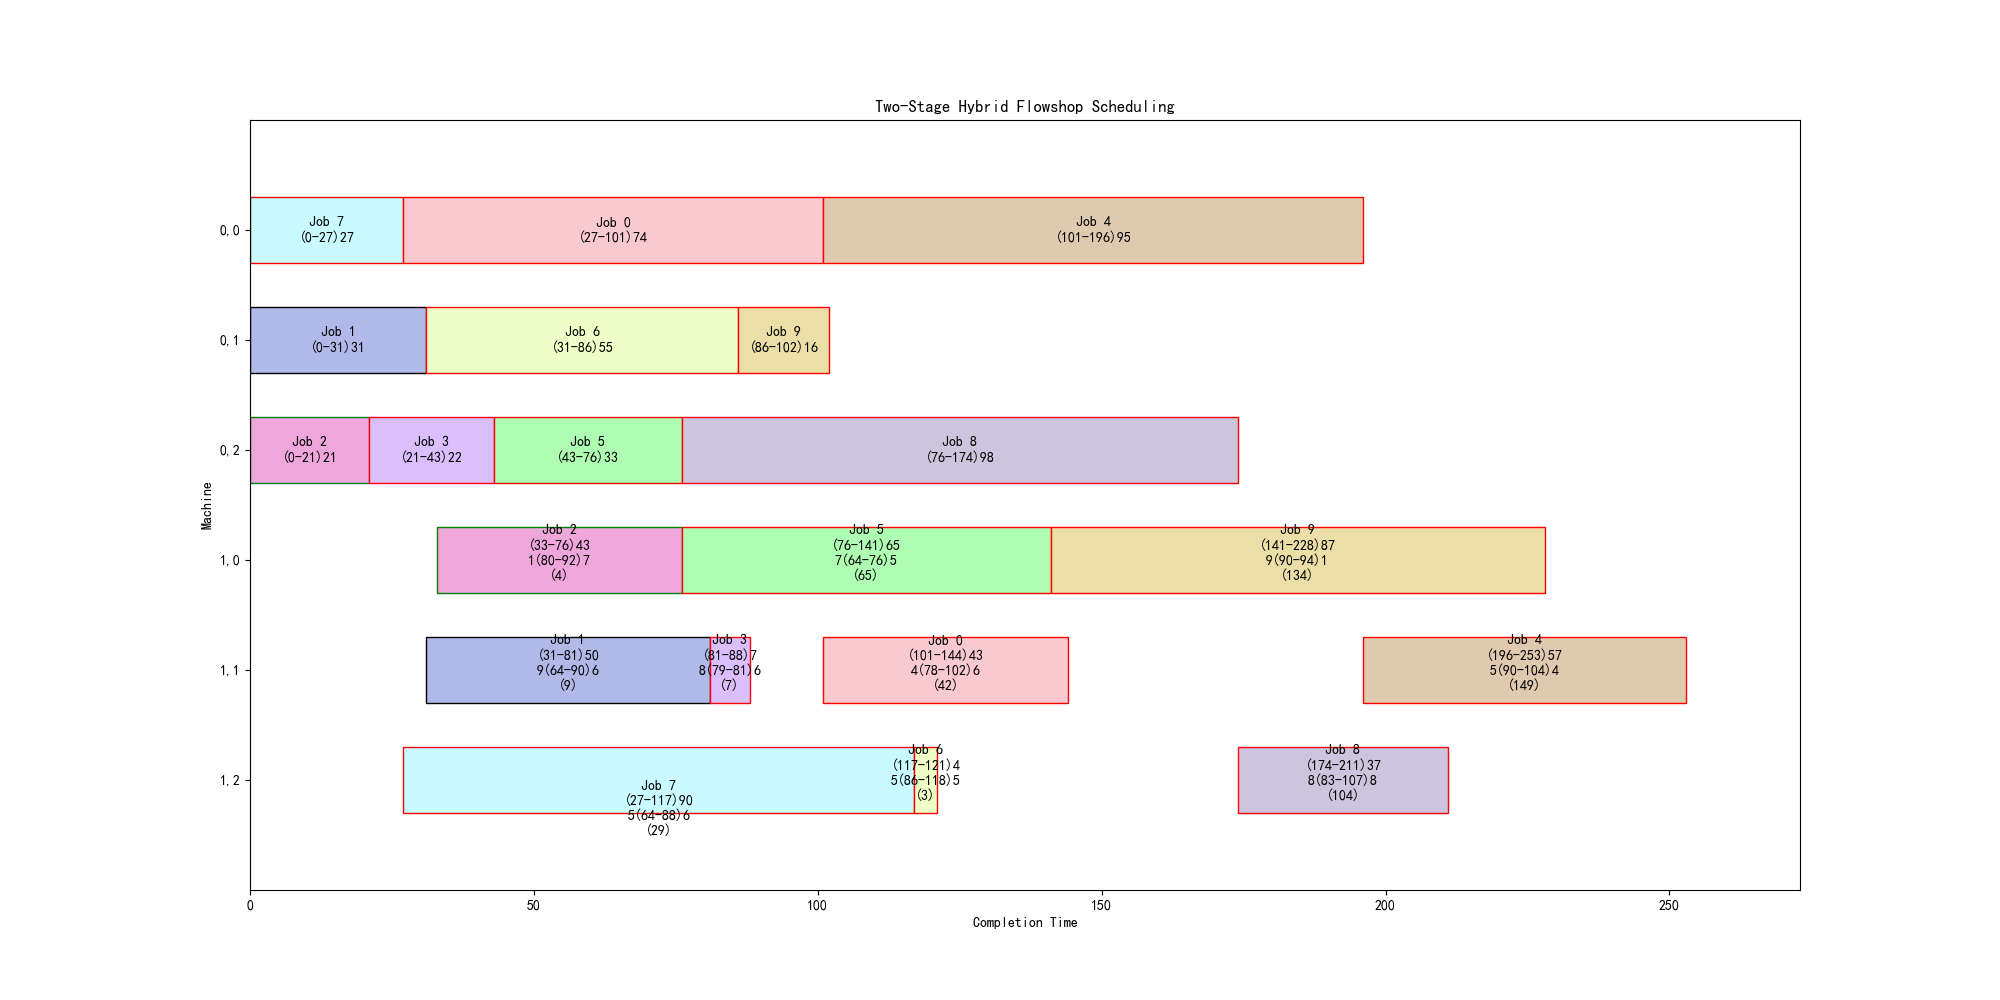 Two-Stage Hybrid Flowshop Scheduling
Machine
0,0
Job 7
(0-27)27
Job 0
(27-101)74
Job 4
(101-196)95
0,1
Job 1
(0-31)31
Job 6
(31-86)55
Job 9
(86-102)16
0,2
Job 2
(0-21)21
Job 3
(21-43)22
Job 5
(43-76)33
Job 8
(76-174)98
1,0
Job 2
(33-76)43
1(80-92)7
(4)
Job 5
(76-141)65
7(64-76)5
(65)
Job 9
(141-228)87
9(90-94)1
(134)
1,1
Job 1
(31-81)50
9(64-90)6
(9)
Job 3
(81-88)7
8(79-81)6
(7)
Job 0
(101-144)43
4(78-102)6
(42)
Job 4
(196-253)57
5(90-104)4
(149)
1,2
Job 7
(27-117)90
5(64-88)6
(29)
Job 6
(117-121)4
5(86-118)5
(3)
Job 8
(174-211)37
8(83-107)8
(104)
0 50 100 150 200 250
Completion Time